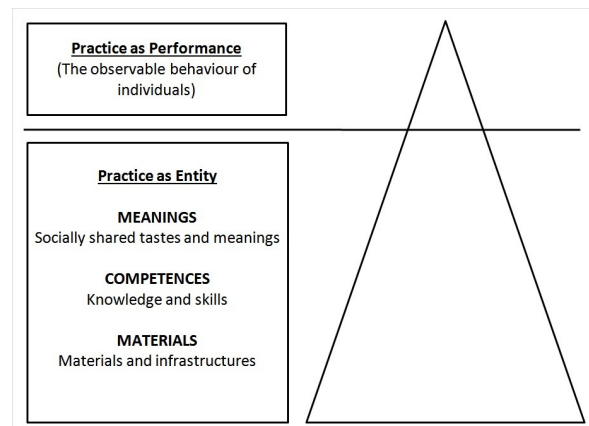 Practice as Performance
(The observable behaviour of
individuals)
Practice as Entity
MEANINGS
Socially shared tastes and meanings
COMPETENCES
Knowledge and skills
MATERIALS
Materials and infrastructures